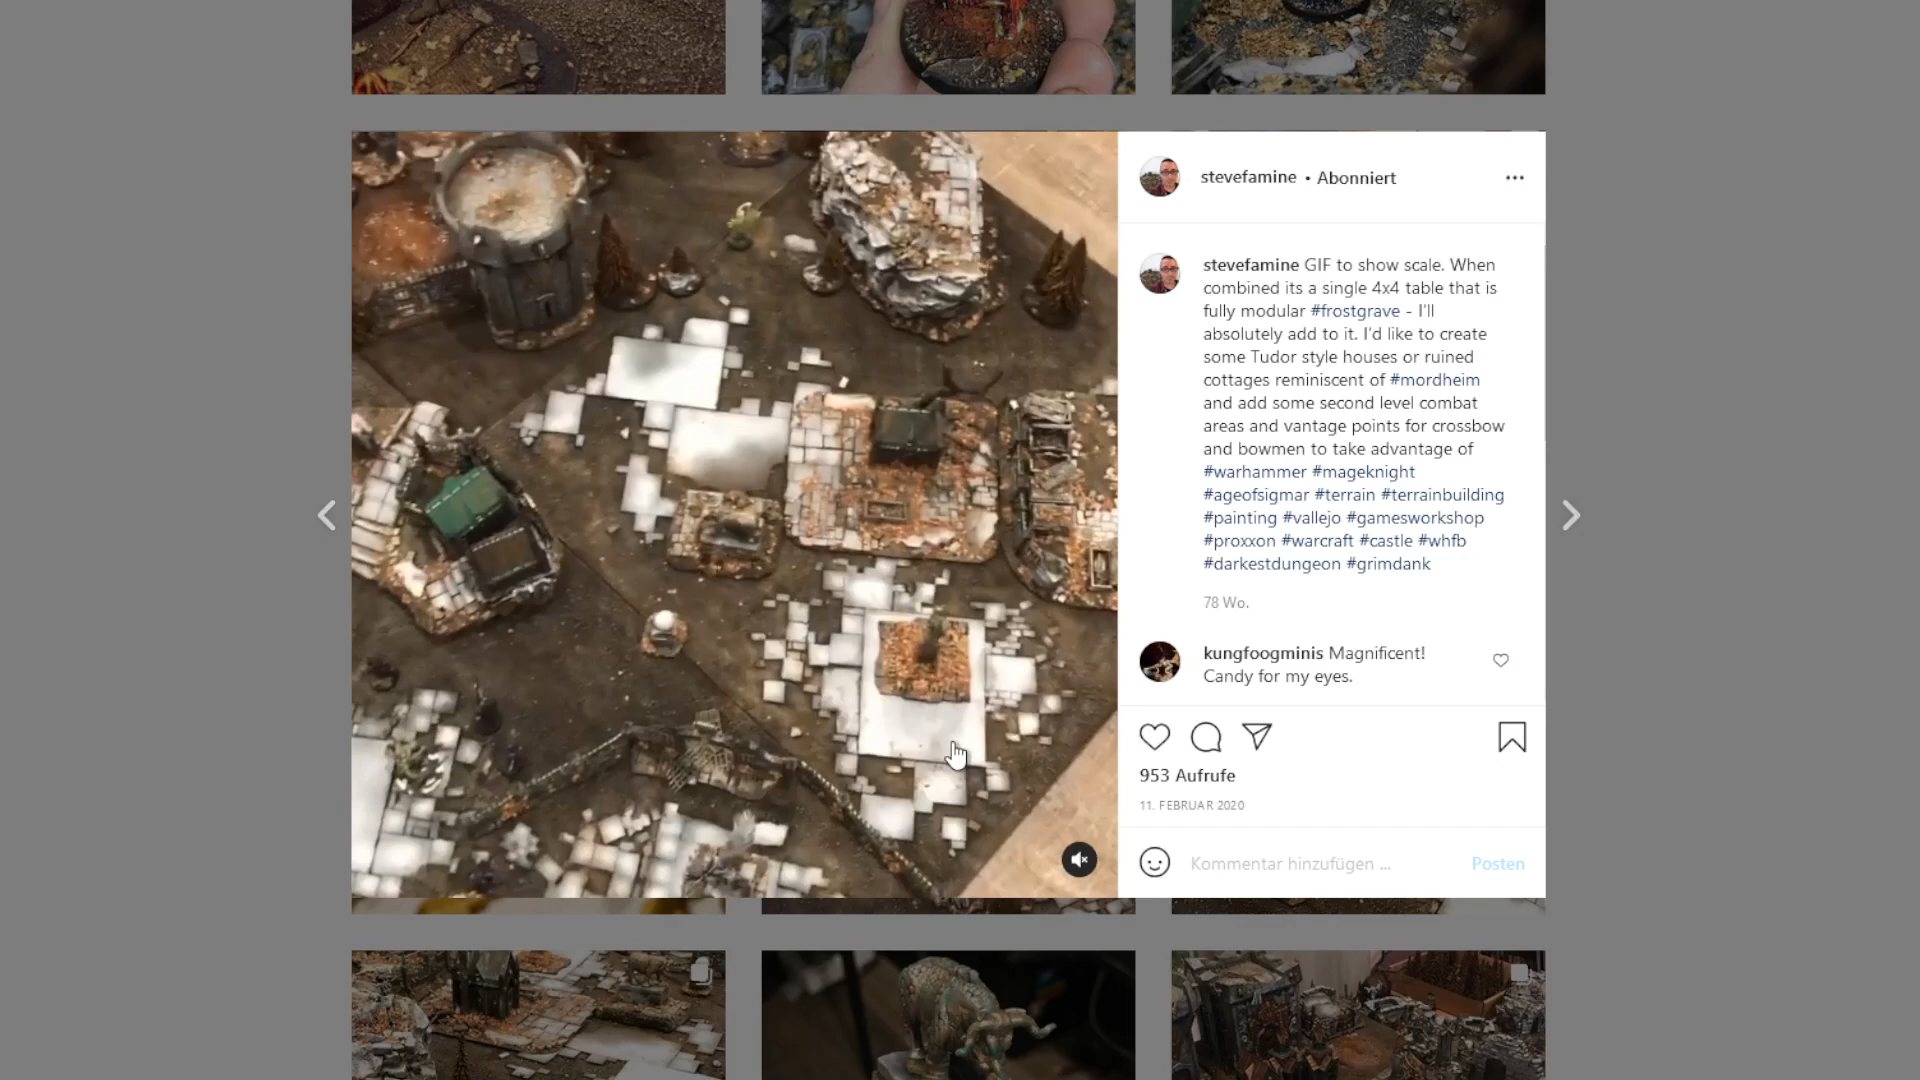 stevefamine • Abonniert
stevefamine GIF to show scale. When
combined its a single 4x4 table that is
fully modular #frostgrave - I'll
absolutely add to it. I'd like to create
some Tudor style houses or ruined
cottages reminiscent of #mordheim
and add some second level combat
areas and vantage points for crossbow
and bowmen to take advantage of
#warhammer #mageknight
#ageofsigmar #terrain #terrainbuilding
#painting #vallejo #gamesworkshop
#proxxon #warcraft #castle #whfb
#darkestdungeon #grimdank
78 Wo.
kungfoogminis Magnificent!
Candy for my eyes.
953 Aufrufe
11. FEBRUAR 2020
Kommentar hinzufügen ...
Posten